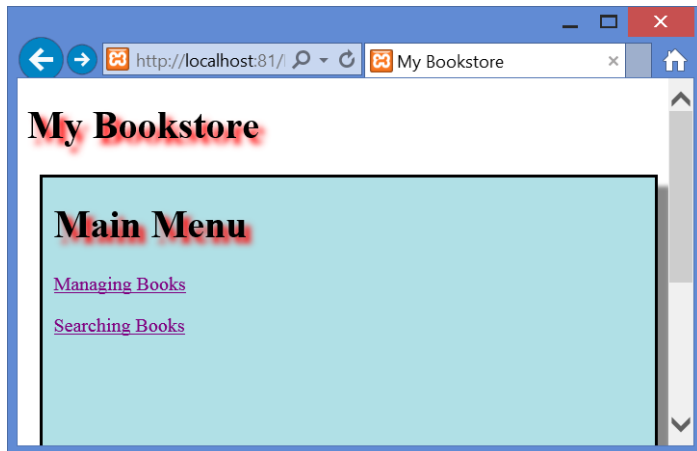 http://localhost:81/
My Bookstore
My Bookstore
Main Menu
Managing Books
Searching Books